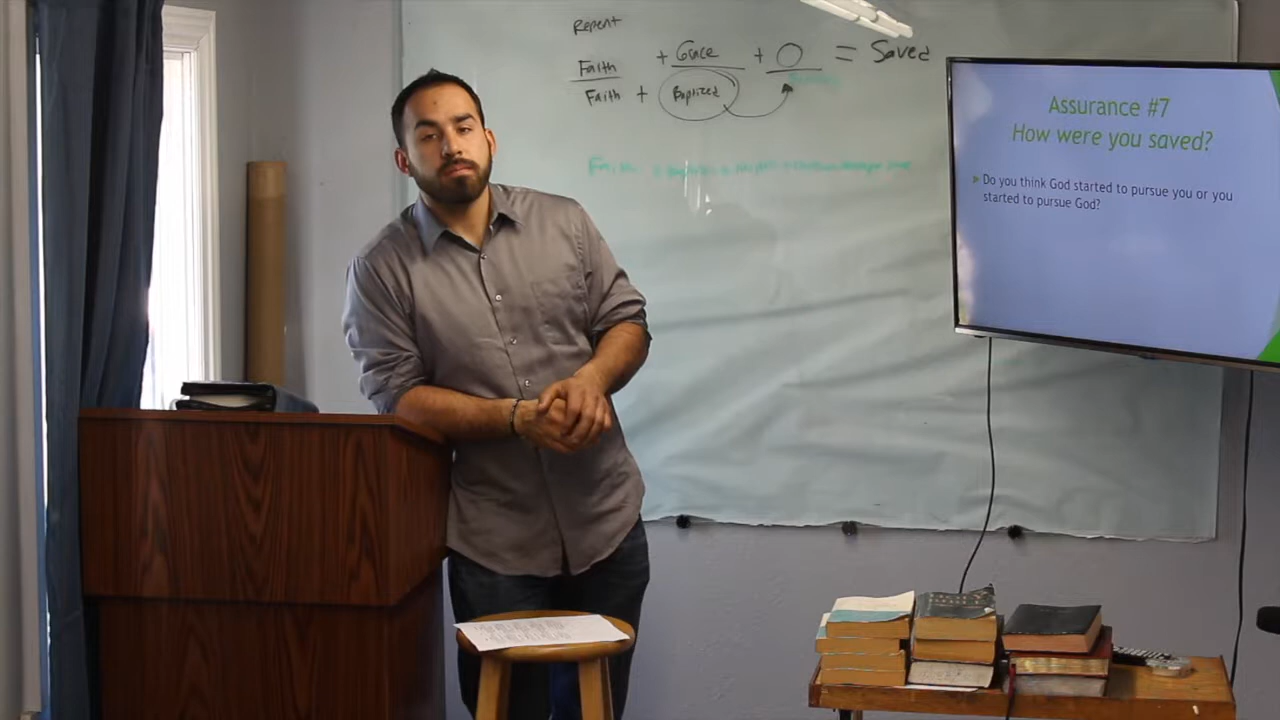 Repent
Faith + Grace + O = Saved
Faith + Baptized
Faith +
Assurance #7
How were you saved?
Do you think God started to pursue you or you
started to pursue God?